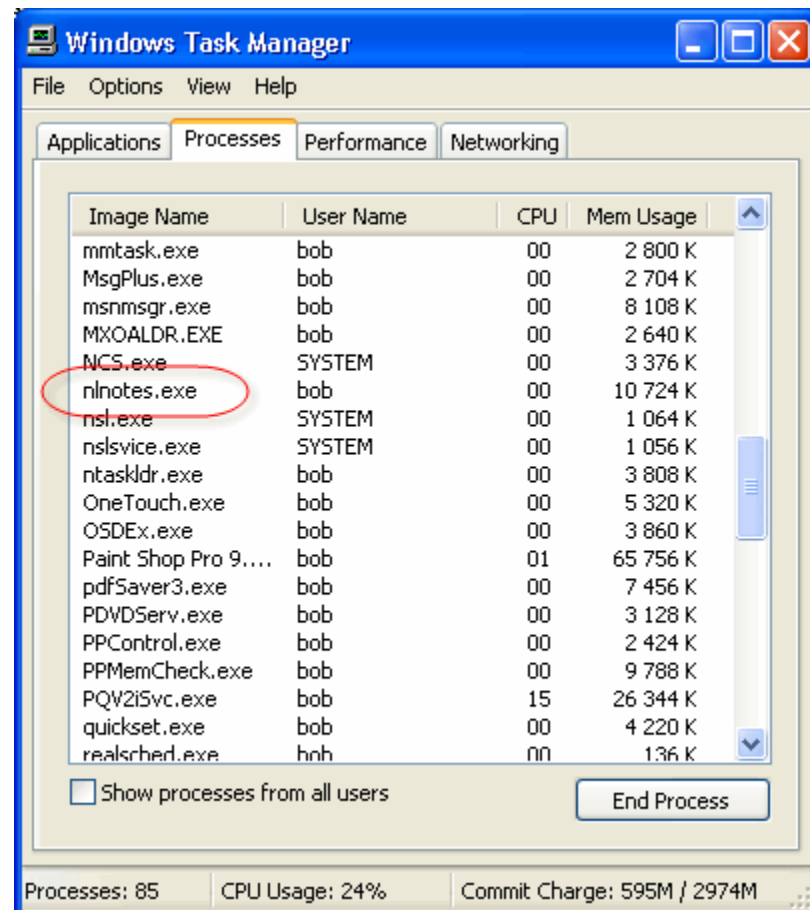 Windows Task Manager
File Options View Help
Applications Processes Performance Networking
Image Name User Name CPU Mem Usage
mmtask.exe bob 00 2 800 K
MsgPlus.exe bob 00 2 704 K
msnmsgr.exe bob 00 8 108 K
MXOALDR.EXE bob 00 2 640 K
NCS.exe SYSTEM 00 3 376 K
nlnotes.exe bob 00 10 724 K
nsl.exe SYSTEM 00 1 064 K
nslsvice.exe SYSTEM 00 1 056 K
ntaskldr.exe bob 00 3 808 K
OneTouch.exe bob 00 5 320 K
OSDEx.exe bob 00 3 860 K
Paint Shop Pro 9.... bob 01 65 756 K
pdfSaver3.exe bob 00 7 456 K
PDVDServ.exe bob 00 3 128 K
PPControl.exe bob 00 2 424 K
PPMemCheck.exe bob 00 9 788 K
PQV2iSvc.exe bob 15 26 344 K
quickset.exe bob 00 4 220 K
realsched.exe bob 00 136 K
Show processes from all users
End Process
Processes: 85 CPU Usage: 24% Commit Charge: 595M / 2974M